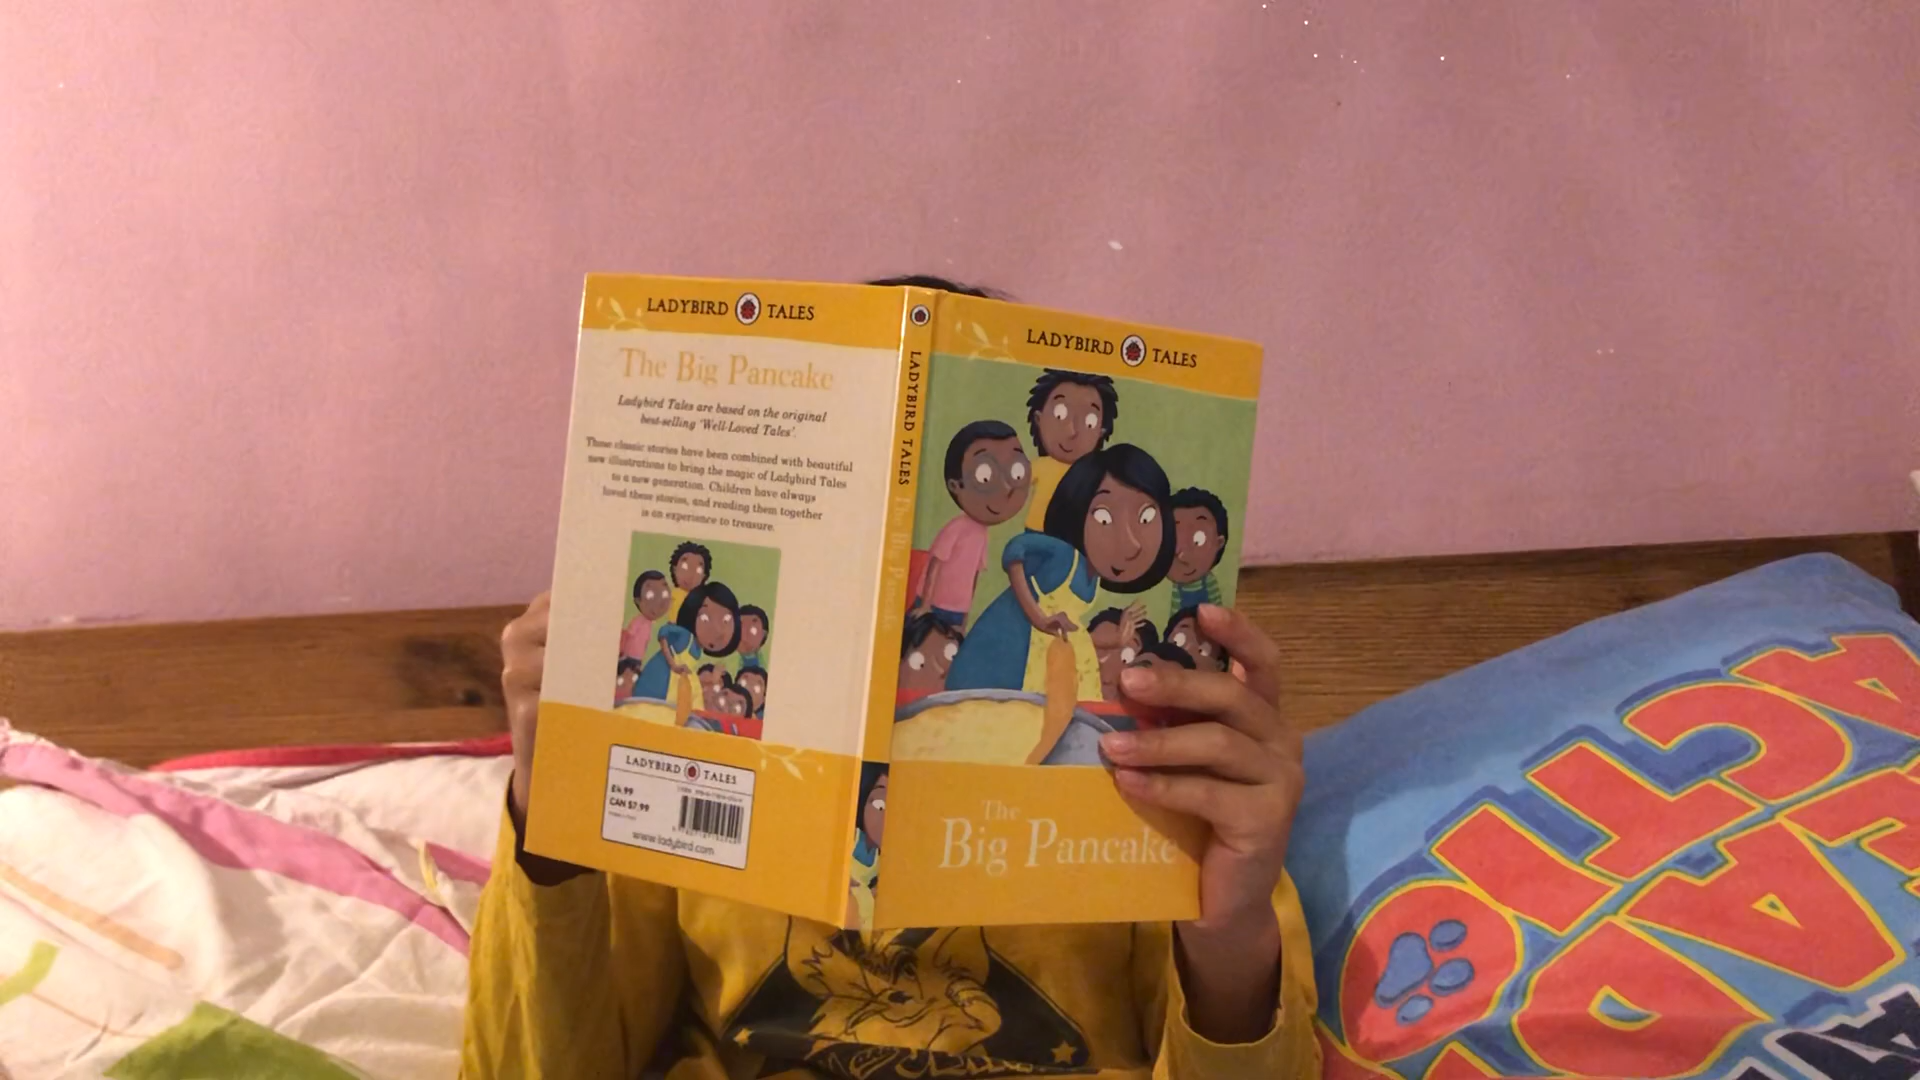 LADYBIRD TALES
The Big Pancake
Ladybird Tales are based on the original
best-selling 'Well-Loved Tales'.
These classic stories have been combined with beautiful
new illustrations to bring the magic of Ladybird Tales
to a new generation. Children have always
loved these stories, and reading them together
is an experience to treasure.
LADYBIRD TALES
£4.99
CAN $7.99
www.ladybird.com
LADYBIRD TALES The Big Pancake
LADYBIRD TALES
The
Big Pancake